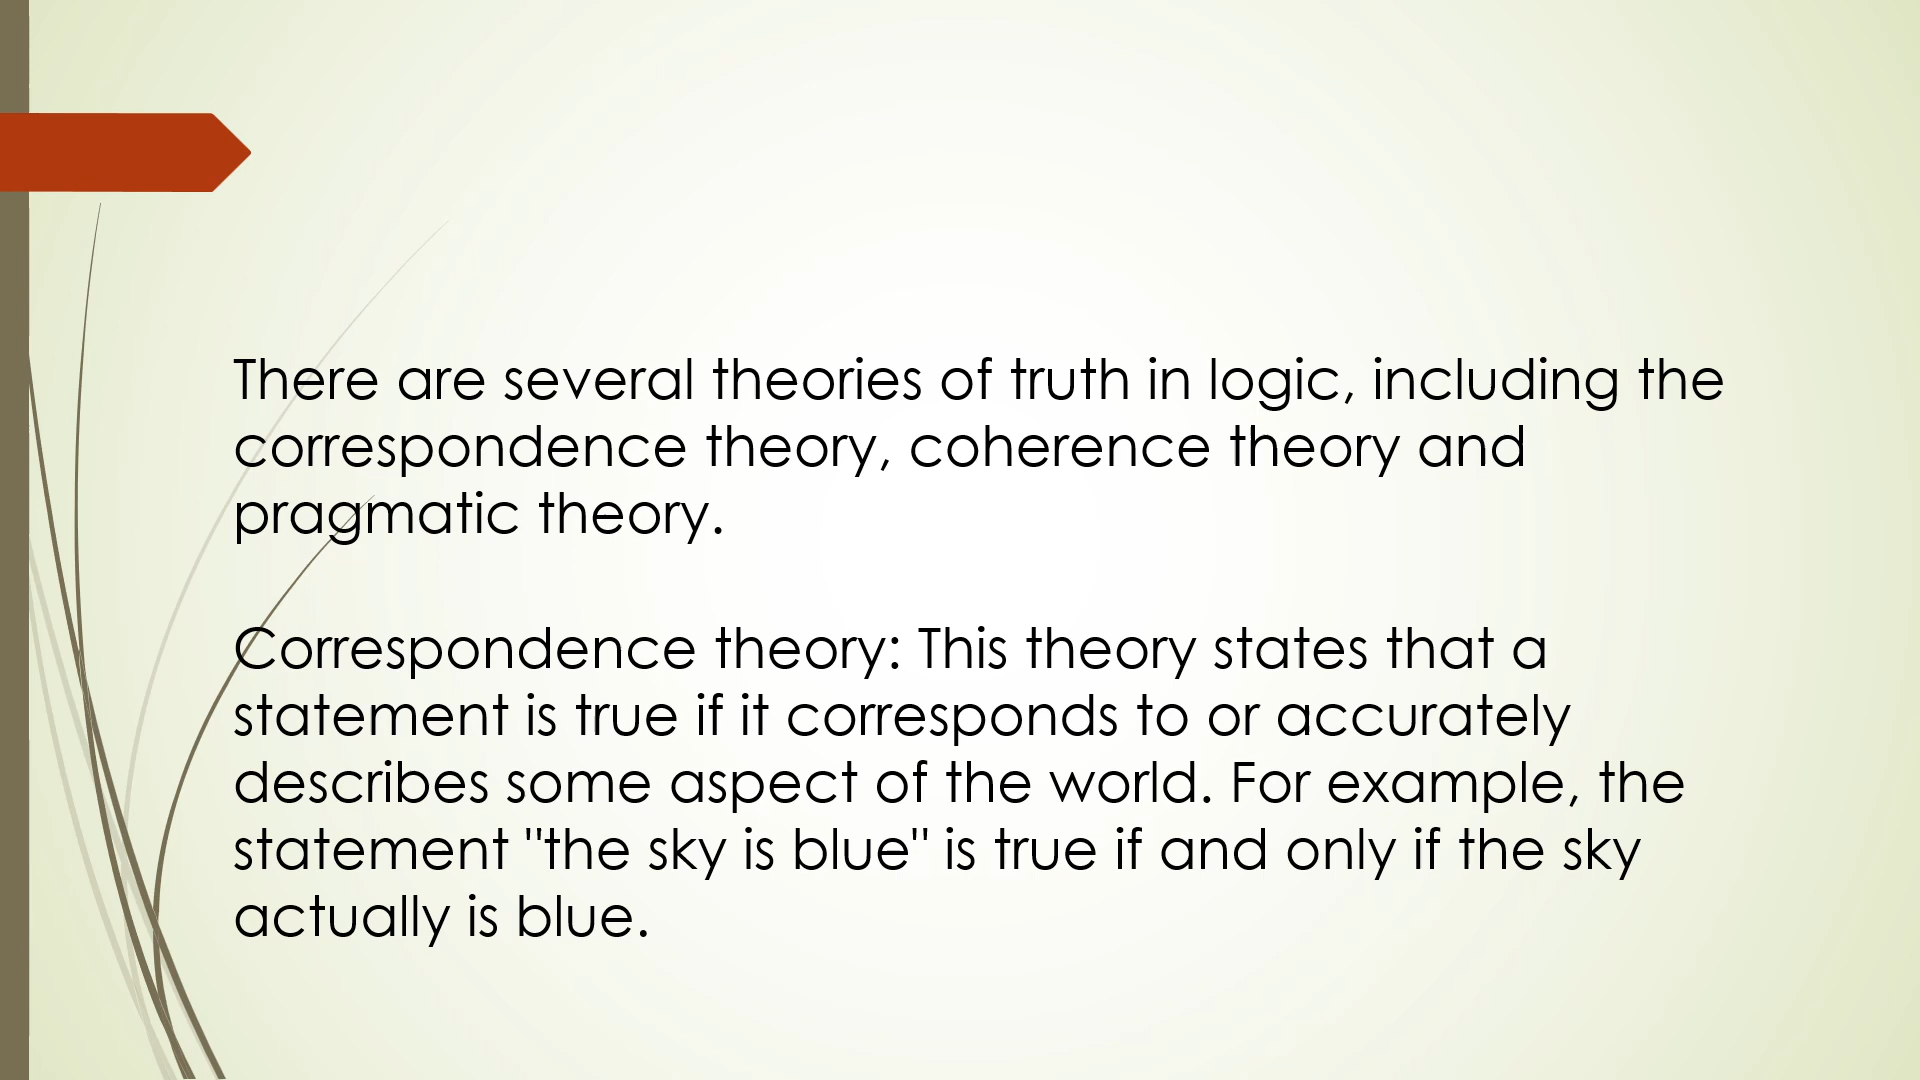 There are several theories of truth in logic, including the
correspondence theory, coherence theory and
pragmatic theory.
Correspondence theory: This theory states that a
statement is true if it corresponds to or accurately
describes some aspect of the world. For example, the
statement "the sky is blue" is true if and only if the sky
actually is blue.